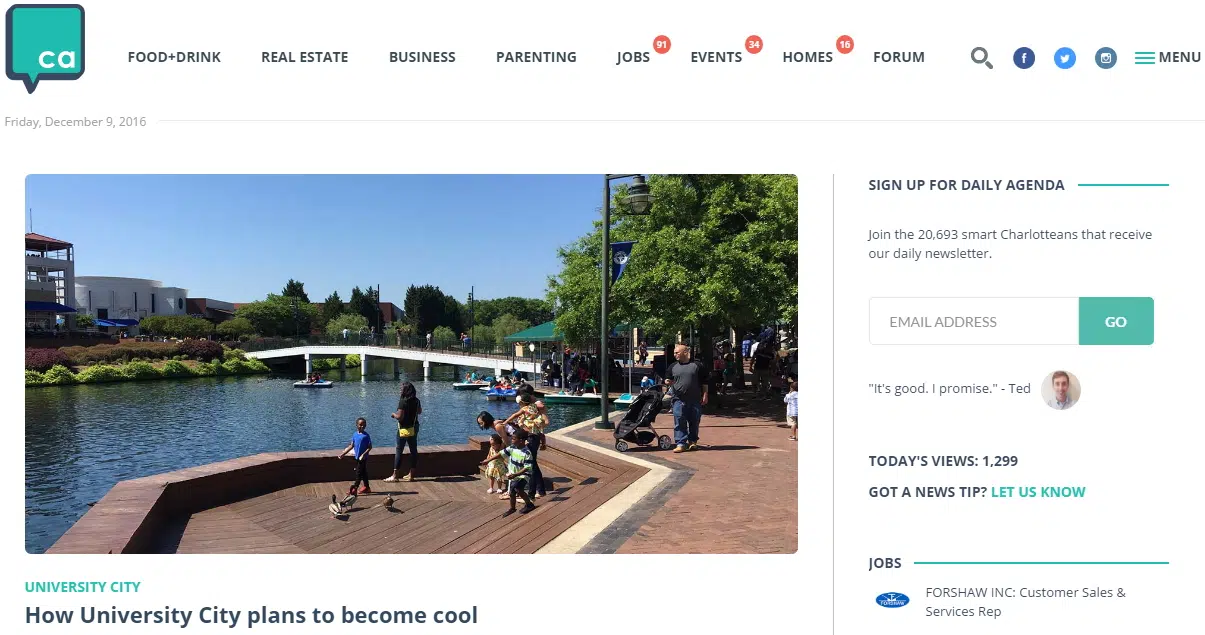 ca
FOOD+DRINK
REAL ESTATE
BUSINESS
PARENTING
JOBS
91
EVENTS
34
HOMES
16
FORUM
MENU
Friday, December 9, 2016
SIGN UP FOR DAILY AGENDA
Join the 20,693 smart Charlotteans that receive
our daily newsletter.
EMAIL ADDRESS
GO
"It's good. I promise." - Ted
TODAY'S VIEWS: 1,299
GOT A NEWS TIP? LET US KNOW
JOBS
FORSHAW
FORSHAW INC: Customer Sales &
Services Rep
UNIVERSITY CITY
How University City plans to become cool